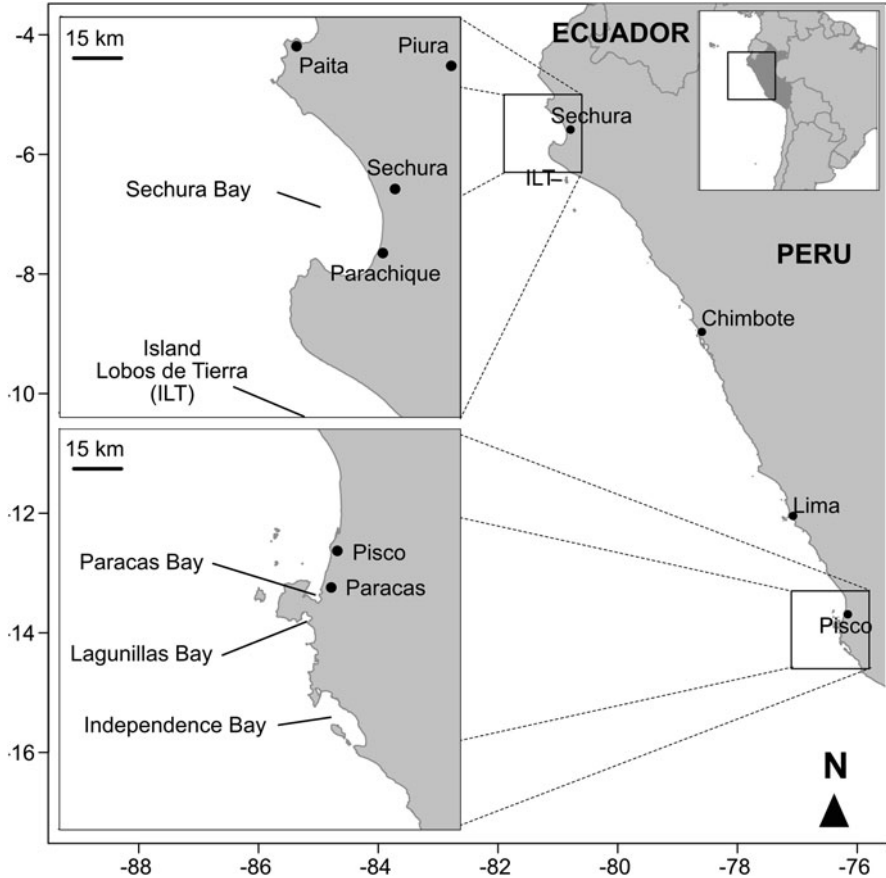 -4
-6
-8
-10
-12
-14
-16
15 km
Paita
Piura
Sechura Bay
Sechura
Parachique
Island
Lobos de Tierra
(ILT)
15 km
Paracas Bay
Pisco
Paracas
Lagunillas Bay
Independence Bay
ECUADOR
Sechura
ILT
PERU
Chimbote
Lima
Pisco
N
-88
-86
-84
-82
-80
-78
-76